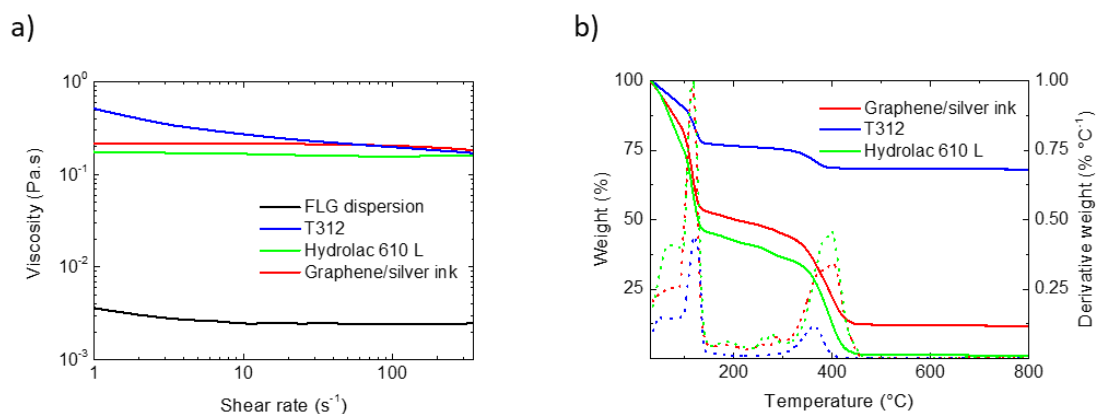 a)
10⁰
10⁻¹
10⁻²
10⁻³
Viscosity (Pa.s)
FLG dispersion
T312
Hydrolac 610 L
Graphene/silver ink
1
10
100
Shear rate (s⁻¹)
b)
100
75
50
25
Weight (%)
Graphene/silver ink
T312
Hydrolac 610 L
1.00
0.75
0.50
0.25
Derivative weight (% °C⁻¹)
200
400
600
800
Temperature (°C)